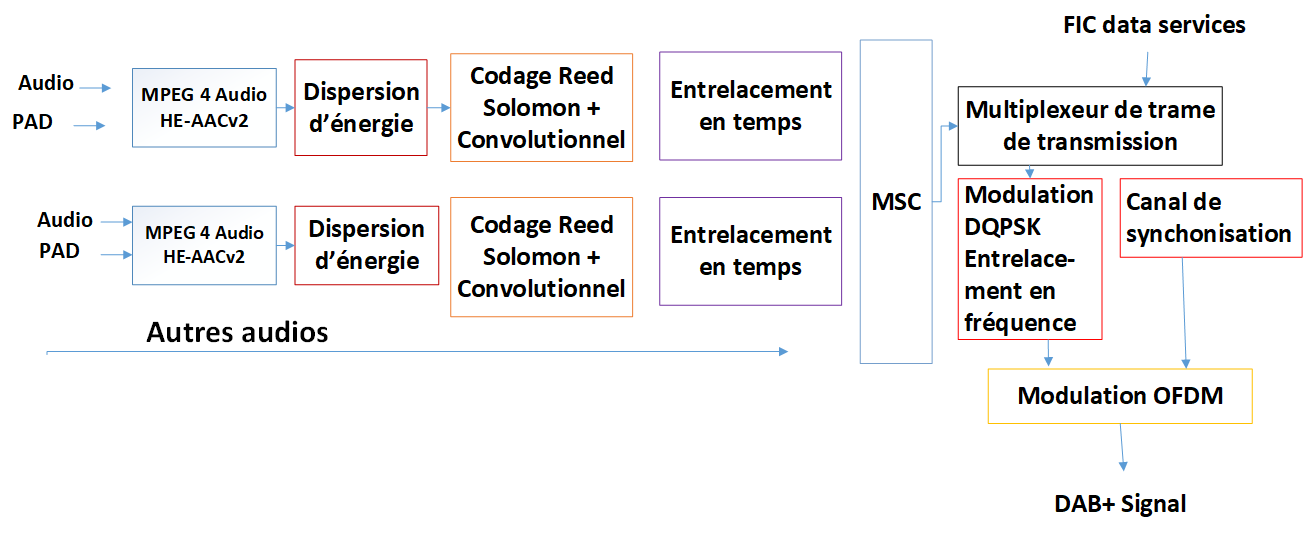 FIC data services
Audio
PAD
MPEG 4 Audio
HE-AACv2
Dispersion
d’énergie
Codage Reed
Solomon +
Convolutionnel
Entrelacement
en temps
Multiplexeur de trame
de transmission
MSC
Audio
PAD
MPEG 4 Audio
HE-AACv2
Dispersion
d’énergie
Codage Reed
Solomon +
Convolutionnel
Entrelacement
en temps
Modulation
DQPSK
Entrelace-
ment en
fréquence
Canal de
synchonisation
Autres audios
Modulation OFDM
DAB+ Signal